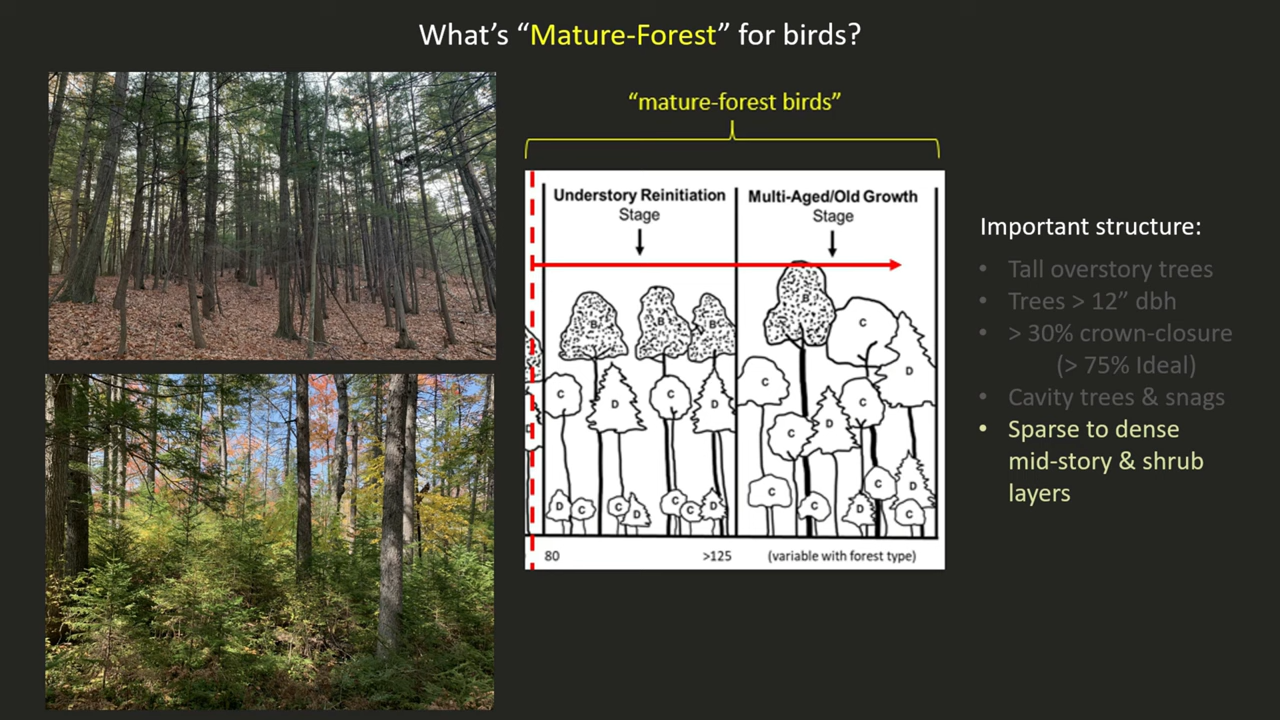 What’s “Mature-Forest” for birds?
“mature-forest birds”
Understory Reinitiation
Stage
Multi-Aged/Old Growth
Stage
B
B
B
C
B
C
D
C
D
D
C
D
C
D
C
C
D
D
C
C
D
C
C
D
C
C
D
C
D
C
80
>125
(variable with forest type)
Important structure:
• Tall overstory trees
• Trees > 12” dbh
• > 30% crown-closure
(> 75% Ideal)
• Cavity trees & snags
• Sparse to dense
mid-story & shrub
layers